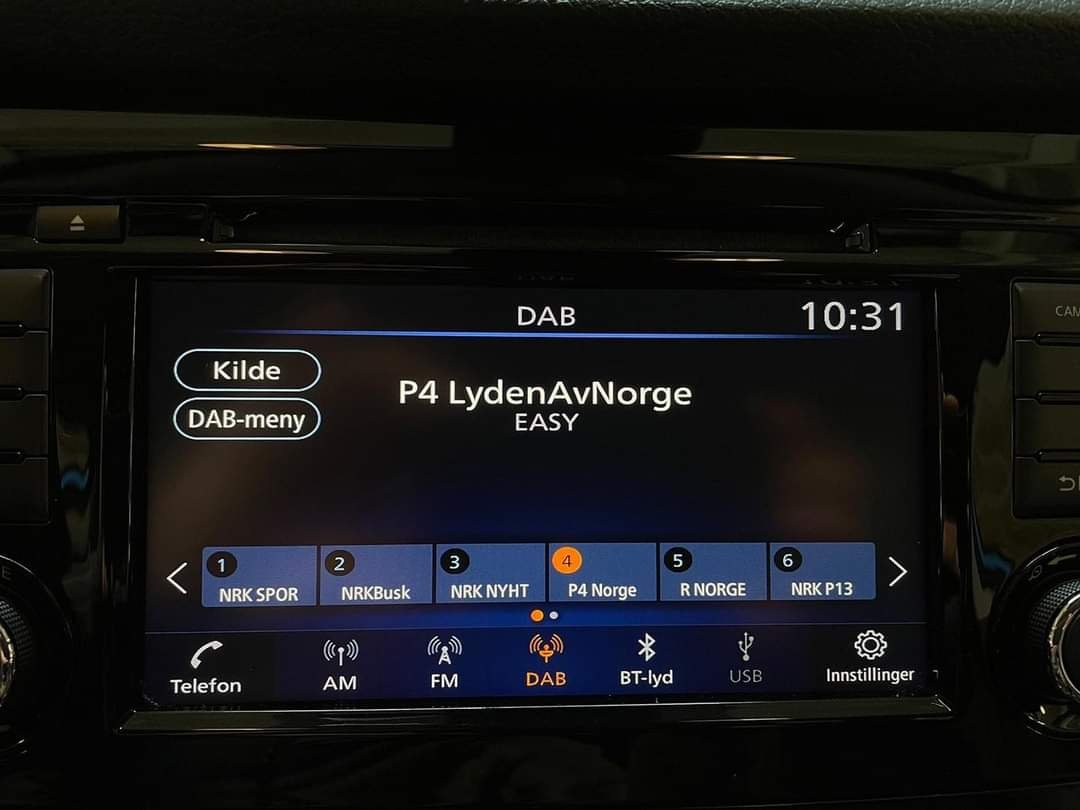 DAB
10:31
Kilde
P4 LydenAvNorge
EASY
DAB-meny
1
2
3
4
5
6
NRK SPOR
NRKBusk
NRK NYHT
P4 Norge
R NORGE
NRK P13
Telefon
AM
FM
DAB
BT-lyd
USB
Innstillinger
CAM